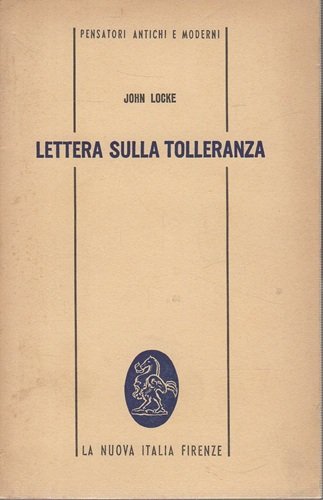 PENSATORI ANTICHI E MODERNI
JOHN LOCKE
LETTERA SULLA TOLLERANZA
LA NUOVA ITALIA FIRENZE